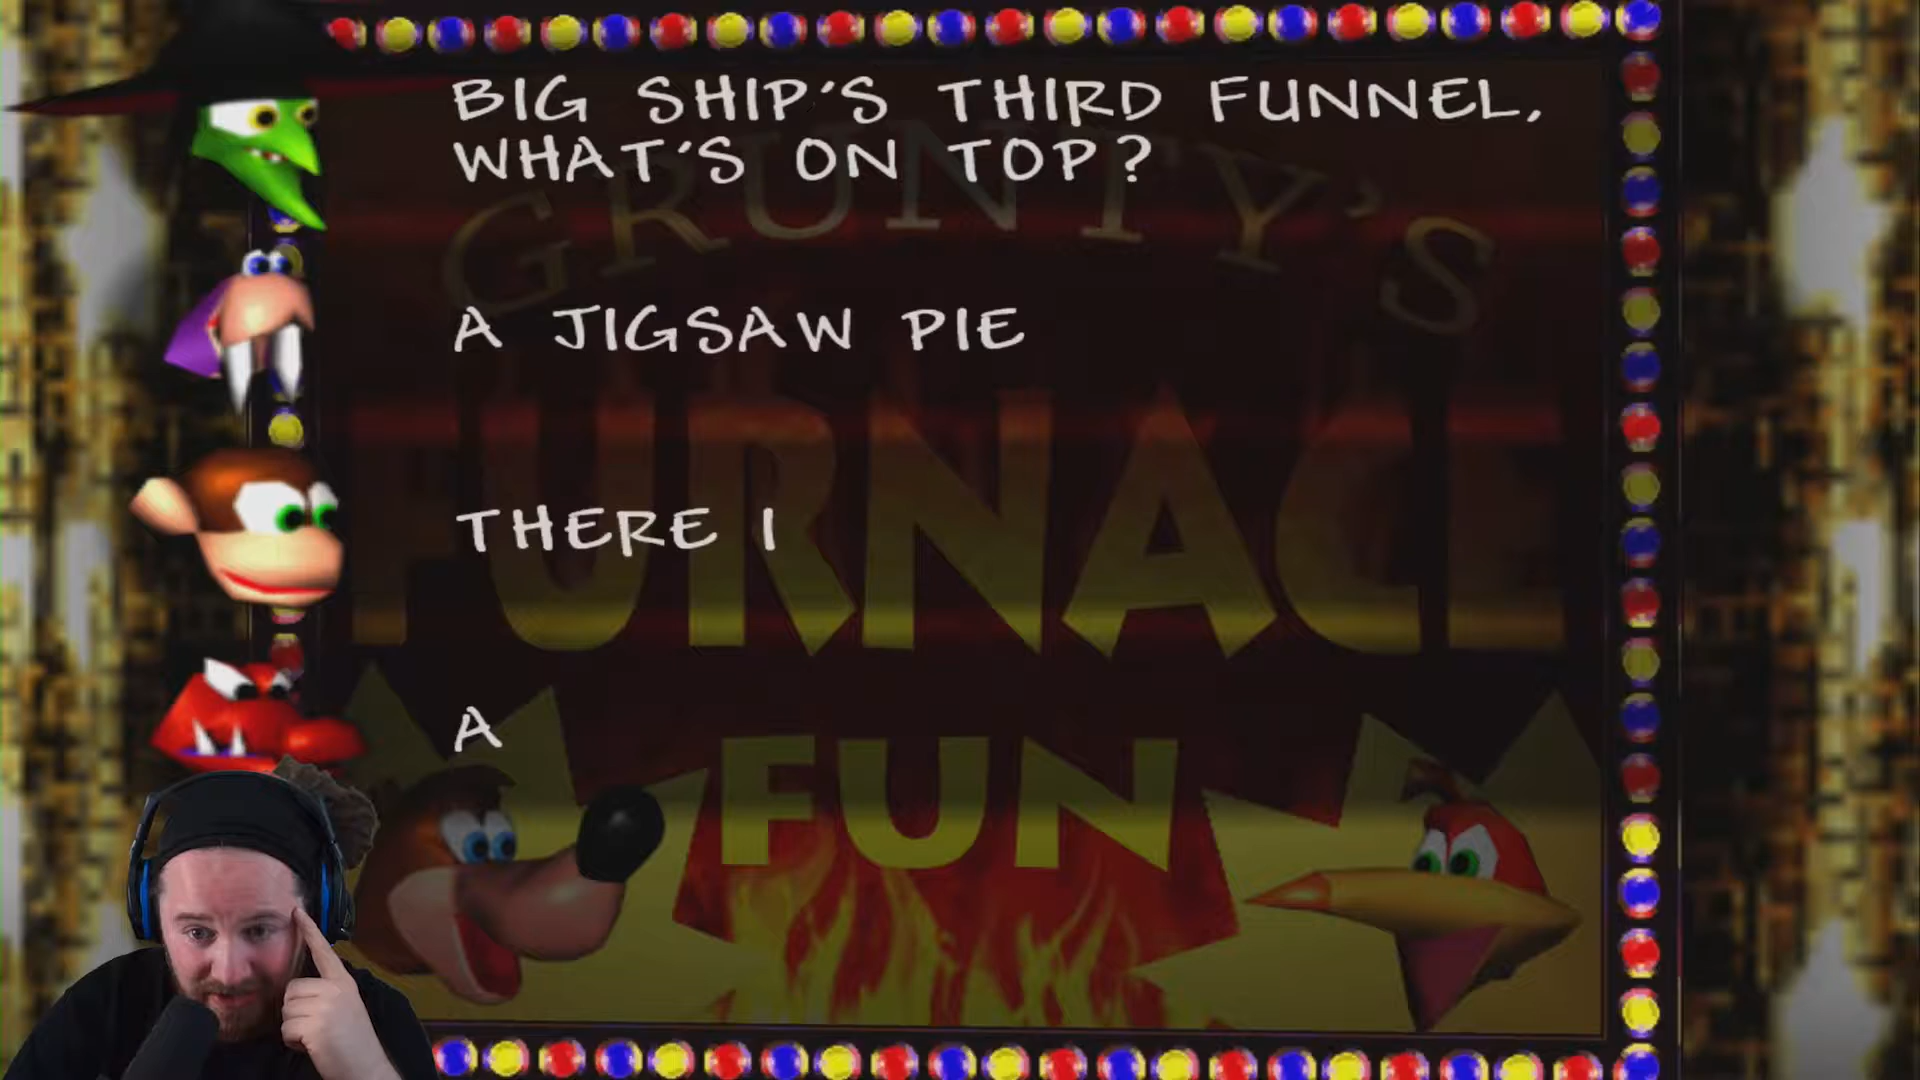 BIG SHIP'S THIRD FUNNEL,
WHAT'S ON TOP?
GRUNTY'S
A JIGSAW PIE
FURNACE
THERE I
A
FUN